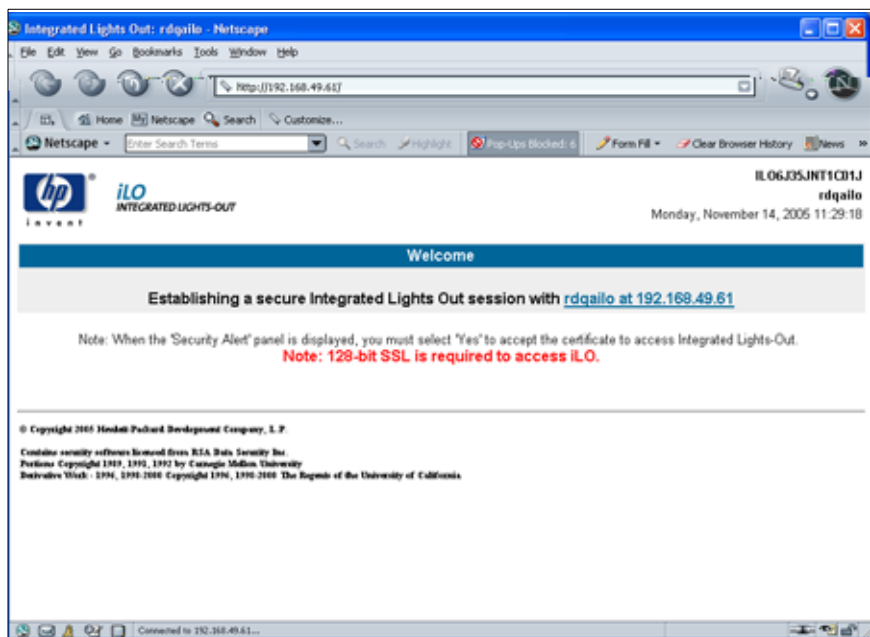 Integrated Lights Out: rdqailo - Netscape
File Edit View Go Bookmarks Tools Window Help
http://192.168.49.61/
Home Netscape Search Customize...
Netscape Enter Search Terms Search Highlight Pop-Ups Blocked: 6 Form Fill Clear Browser History News
hp
invent
iLO
INTEGRATED LIGHTS-OUT
ILO6J35JNT1C01J
rdqailo
Monday, November 14, 2005 11:29:18
Welcome
Establishing a secure Integrated Lights Out session with rdqailo at 192.168.49.61
Note: When the "Security Alert" panel is displayed, you must select "Yes" to accept the certificate to access Integrated Lights-Out.
Note: 128-bit SSL is required to access iLO.
© Copyright 2005 Hewlett-Packard Development Company, L.P.
Contains security software licensed from RSA Data Security Inc.
Portions Copyright 1989, 1991, 1992 by Carnegie Mellon University
Derivative Work - 1996, 1998-2000 Copyright 1996, 1998-2000 The Regents of the University of California
Connected to 192.168.49.61...